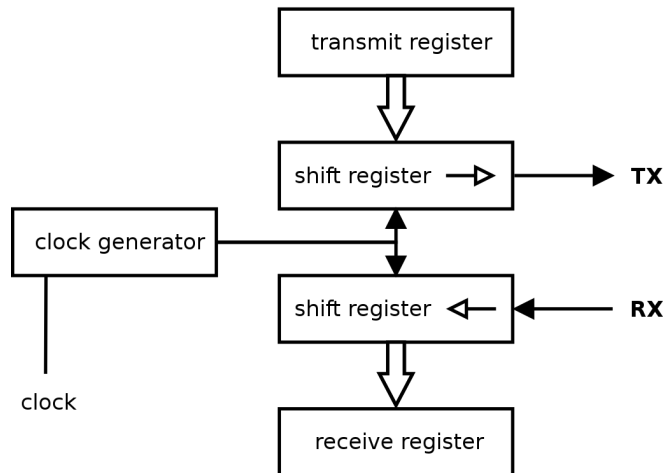 transmit register
shift register
TX
clock generator
shift register
RX
clock
receive register